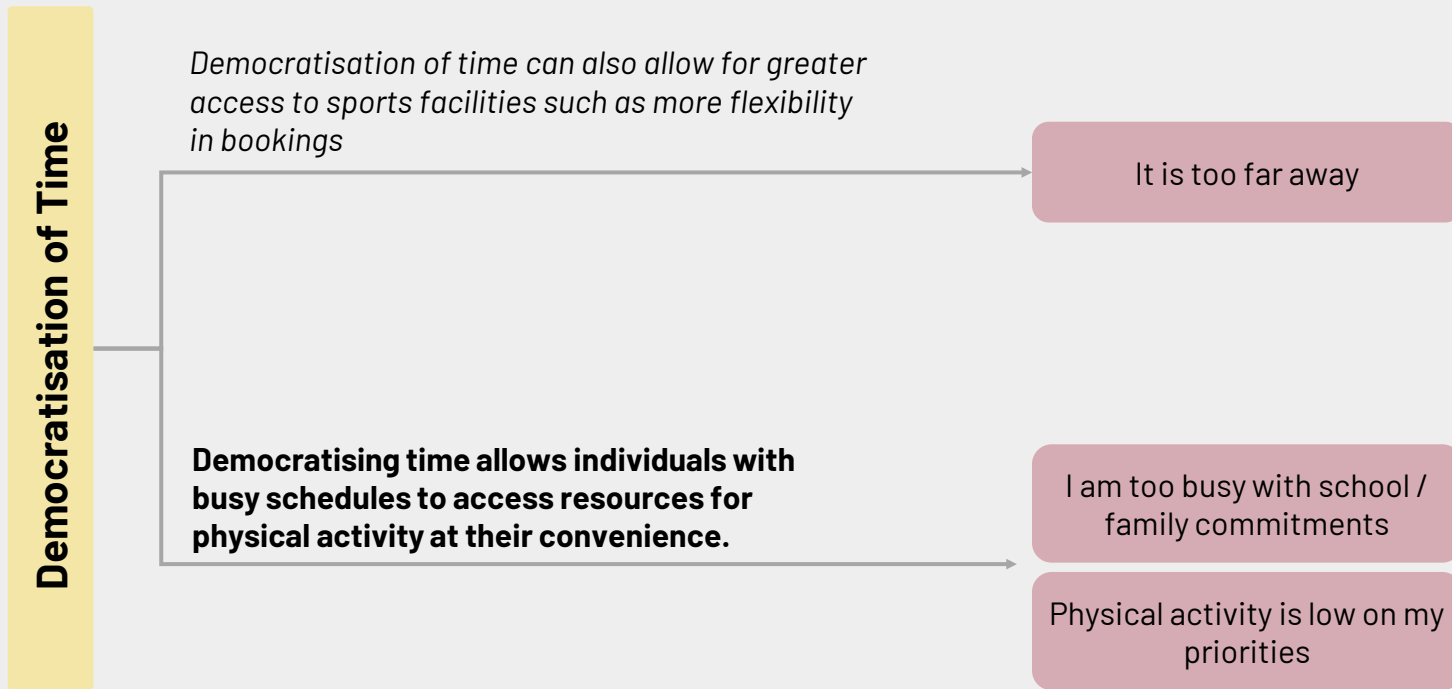 Democratisation of Time
Democratisation of time can also allow for greater
access to sports facilities such as more flexibility
in bookings
It is too far away
Democratising time allows individuals with
busy schedules to access resources for
physical activity at their convenience.
I am too busy with school /
family commitments
Physical activity is low on my
priorities